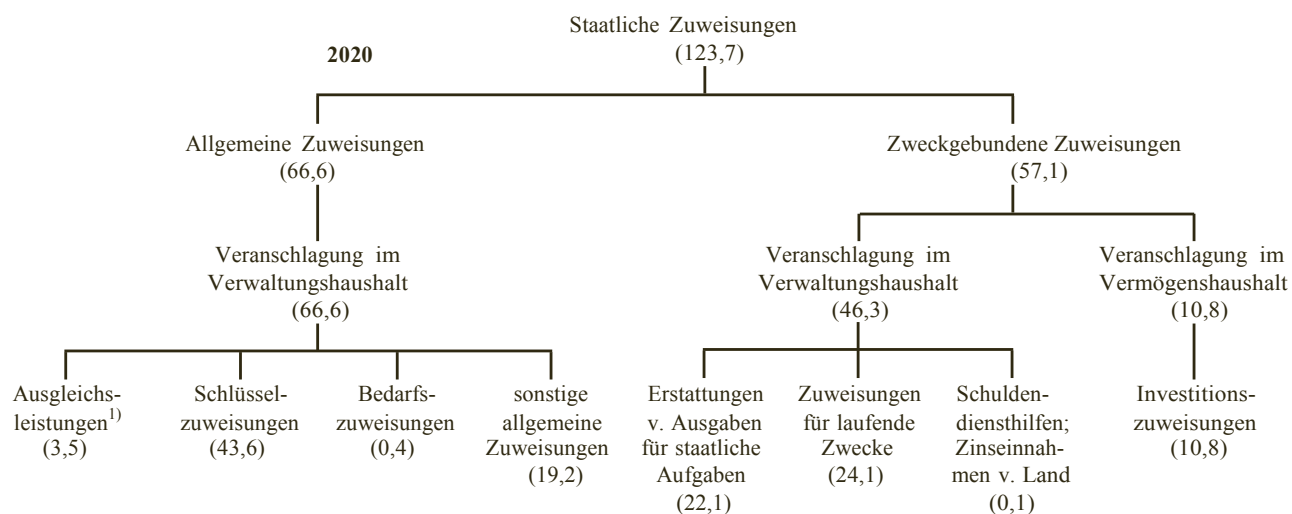 Staatliche Zuweisungen
2020
(123,7)
Allgemeine Zuweisungen
(66,6)
Zweckgebundene Zuweisungen
(57,1)
Veranschlagung im
Verwaltungshaushalt
(66,6)
Veranschlagung im
Verwaltungshaushalt
(46,3)
Veranschlagung im
Vermögenshaushalt
(10,8)
Ausgleichs-
leistungen1)
(3,5)
Schlüssel-
zuweisungen
(43,6)
Bedarfs-
zuweisungen
(0,4)
sonstige
allgemeine
Zuweisungen
(19,2)
Erstattungen
v. Ausgaben
für staatliche
Aufgaben
(22,1)
Zuweisungen
für laufende
Zwecke
(24,1)
Schulden-
diensthilfen;
Zinseinnah-
men v. Land
(0,1)
Investitions-
zuweisungen
(10,8)